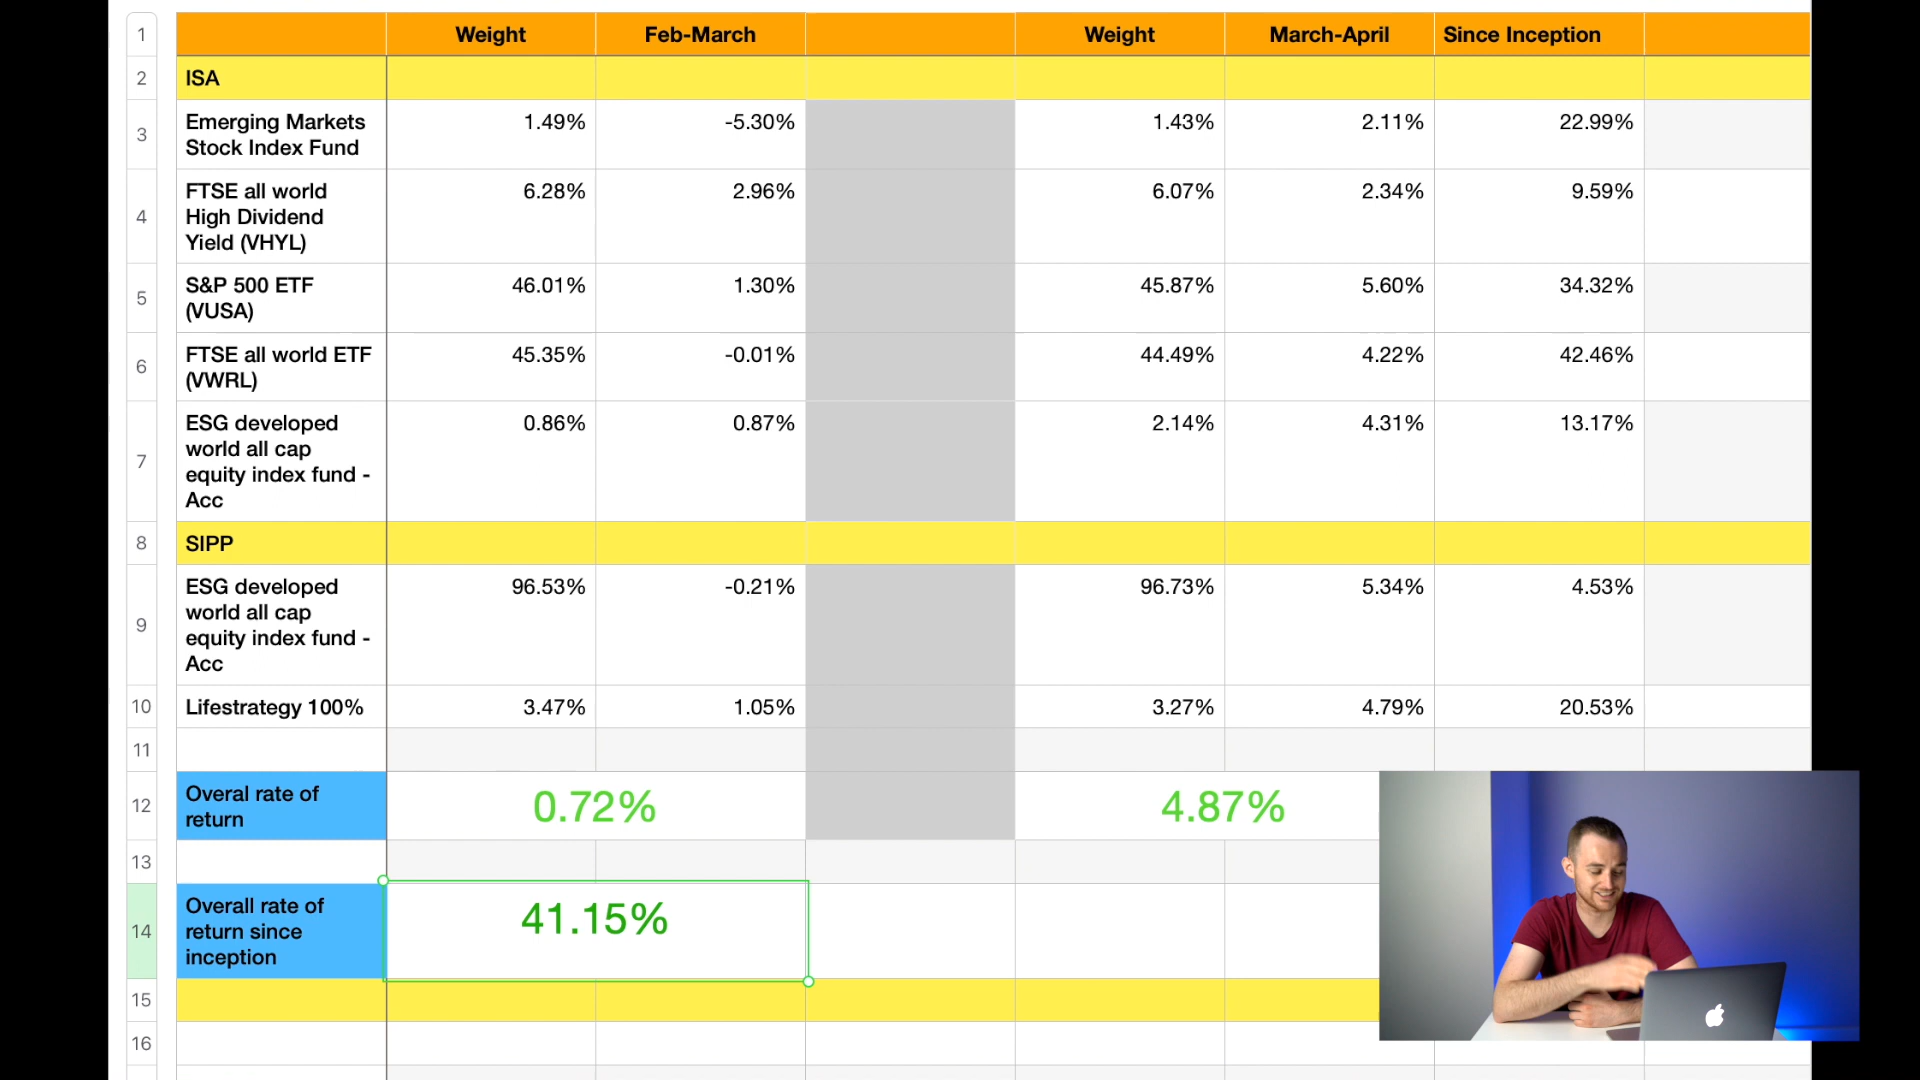 1 Weight Feb-March Weight March-April Since Inception
2 ISA
3 Emerging Markets 1.49% -5.30% 1.43% 2.11% 22.99%
Stock Index Fund
4 FTSE all world 6.28% 2.96% 6.07% 2.34% 9.59%
High Dividend
Yield (VHYL)
5 S&P 500 ETF 46.01% 1.30% 45.87% 5.60% 34.32%
(VUSA)
6 FTSE all world ETF 45.35% -0.01% 44.49% 4.22% 42.46%
(VWRL)
7 ESG developed 0.86% 0.87% 2.14% 4.31% 13.17%
world all cap
equity index fund -
Acc
8 SIPP
9 ESG developed 96.53% -0.21% 96.73% 5.34% 4.53%
world all cap
equity index fund -
Acc
10 Lifestrategy 100% 3.47% 1.05% 3.27% 4.79% 20.53%
11
12 Overal rate of 0.72% 4.87%
return
13
14 Overall rate of 41.15%
return since
inception
15
16